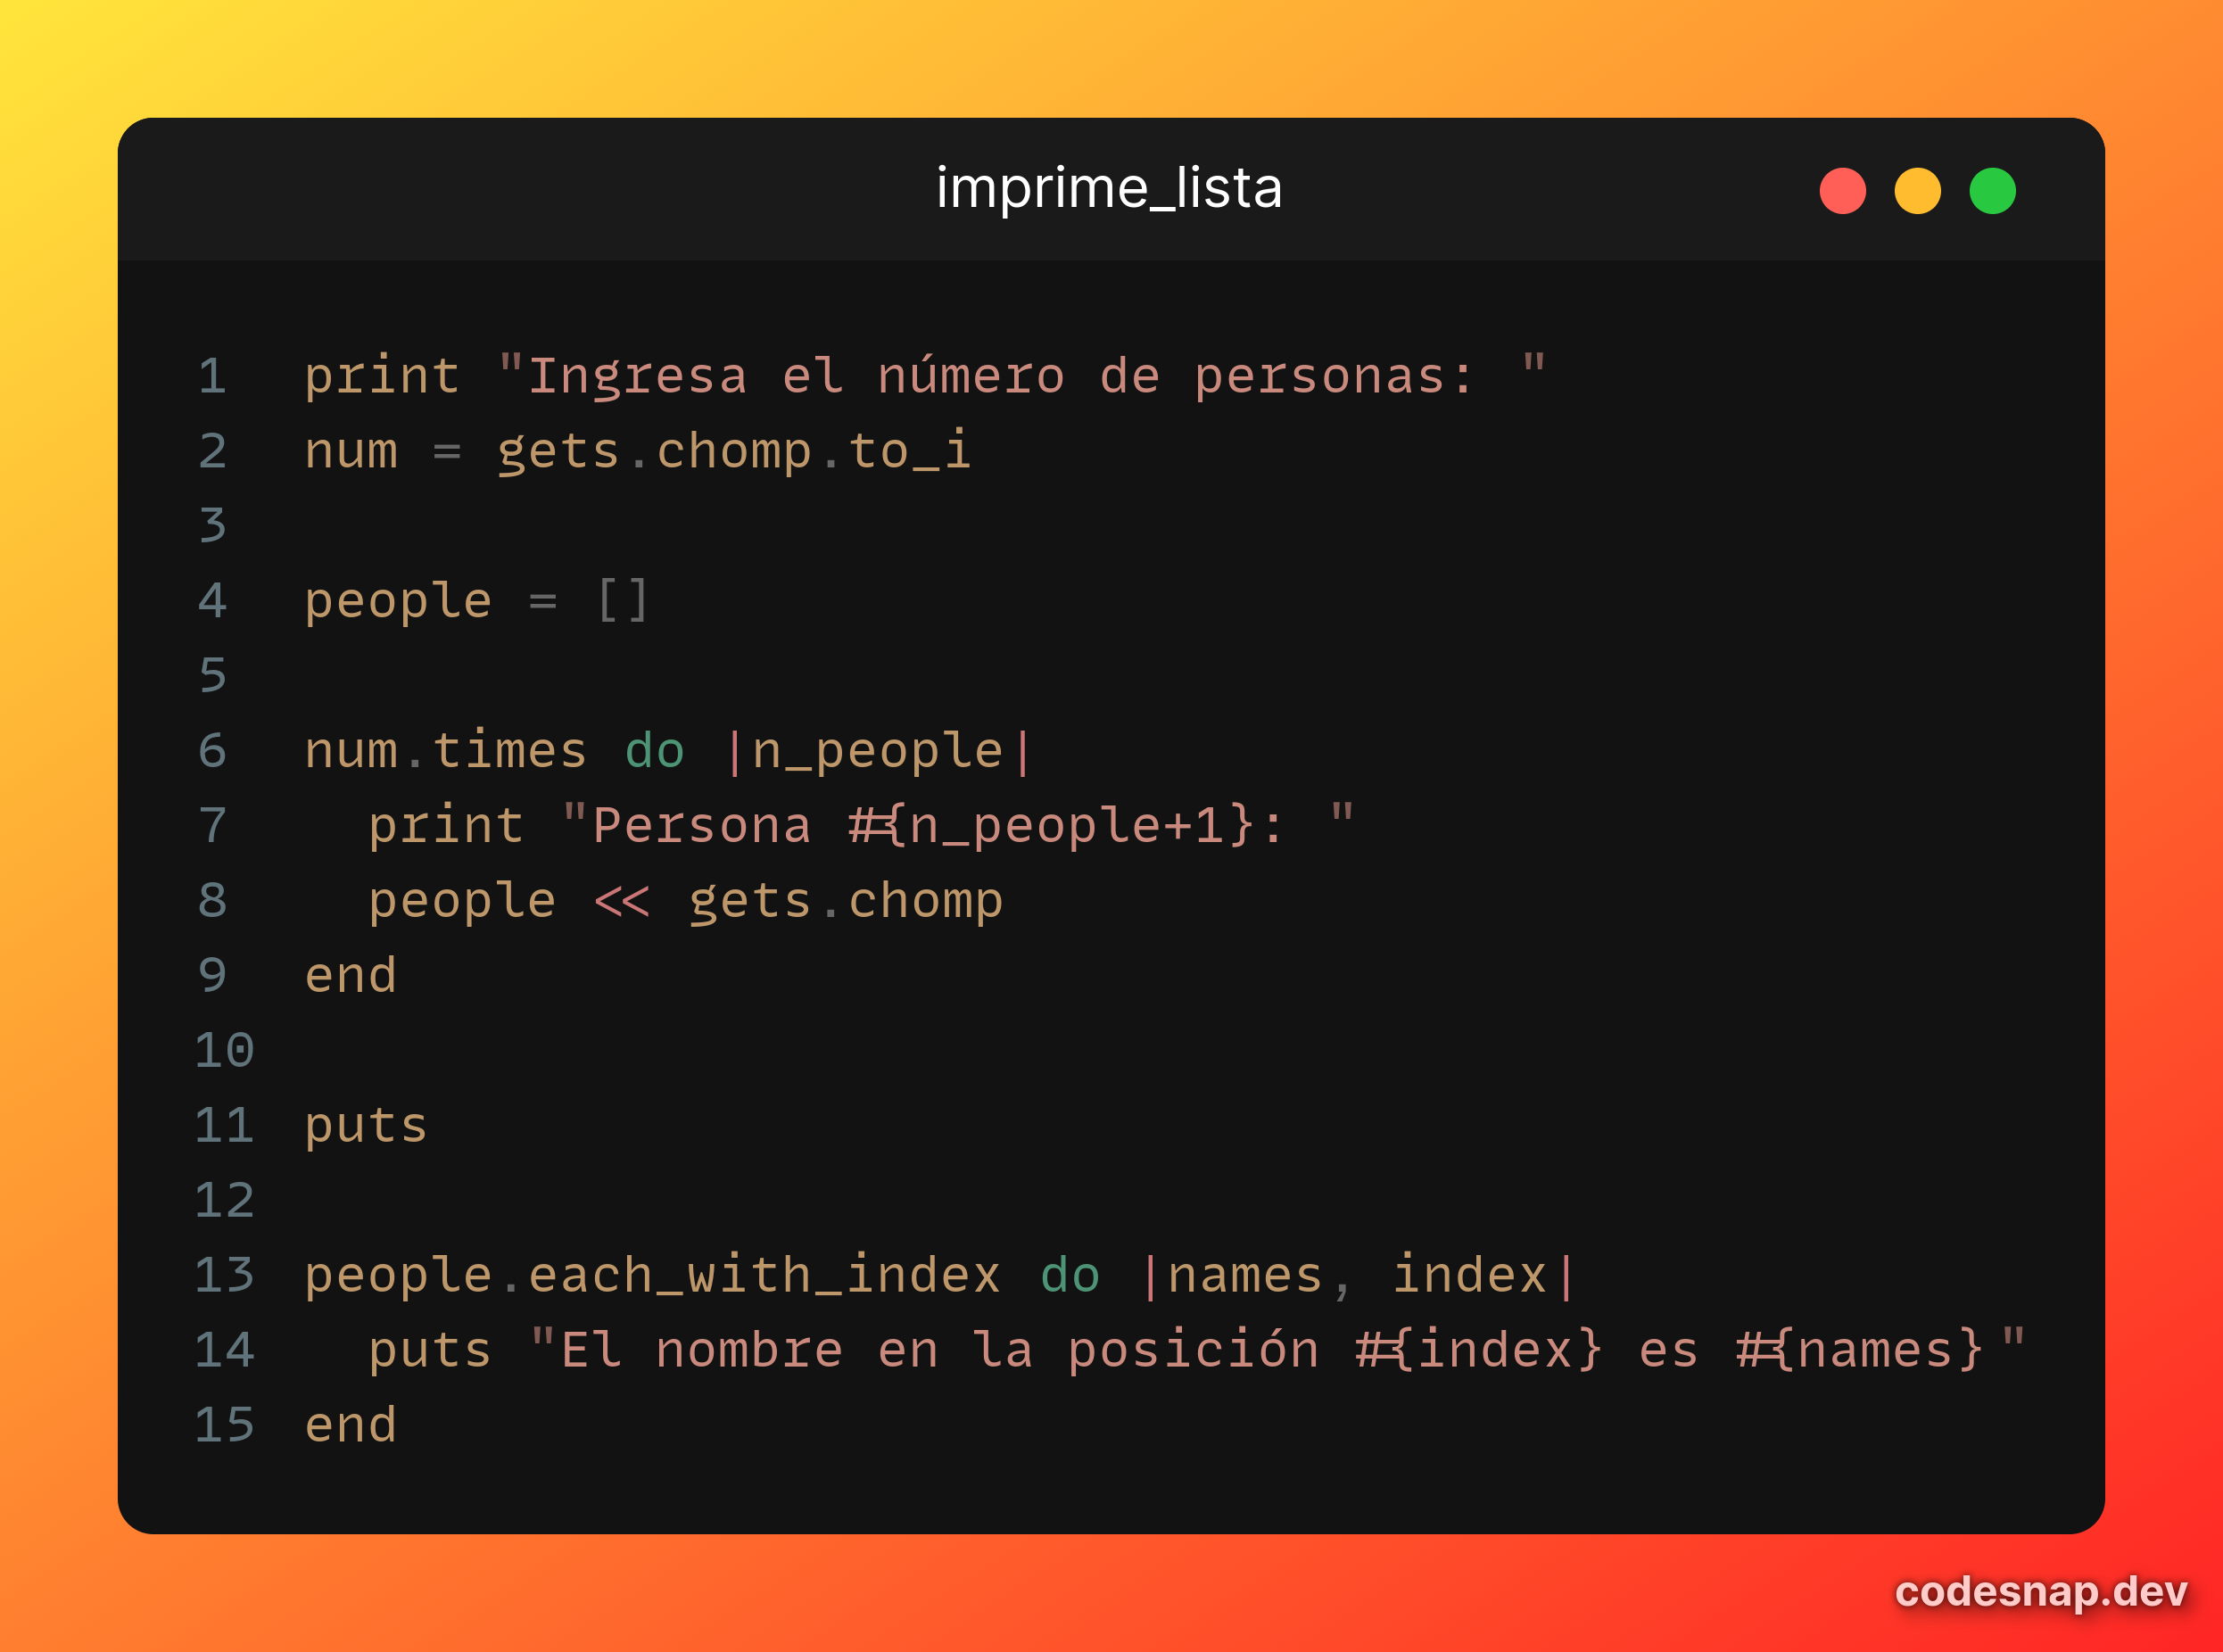 imprime_lista
1 print "Ingresa el número de personas: "
2 num = gets.chomp.to_i
3
4 people = []
5
6 num.times do |n_people|
7   print "Persona #{n_people+1}: "
8   people << gets.chomp
9 end
10
11 puts
12
13 people.each_with_index do |names, index|
14   puts "El nombre en la posición #{index} es #{names}"
15 end
codesnap.dev